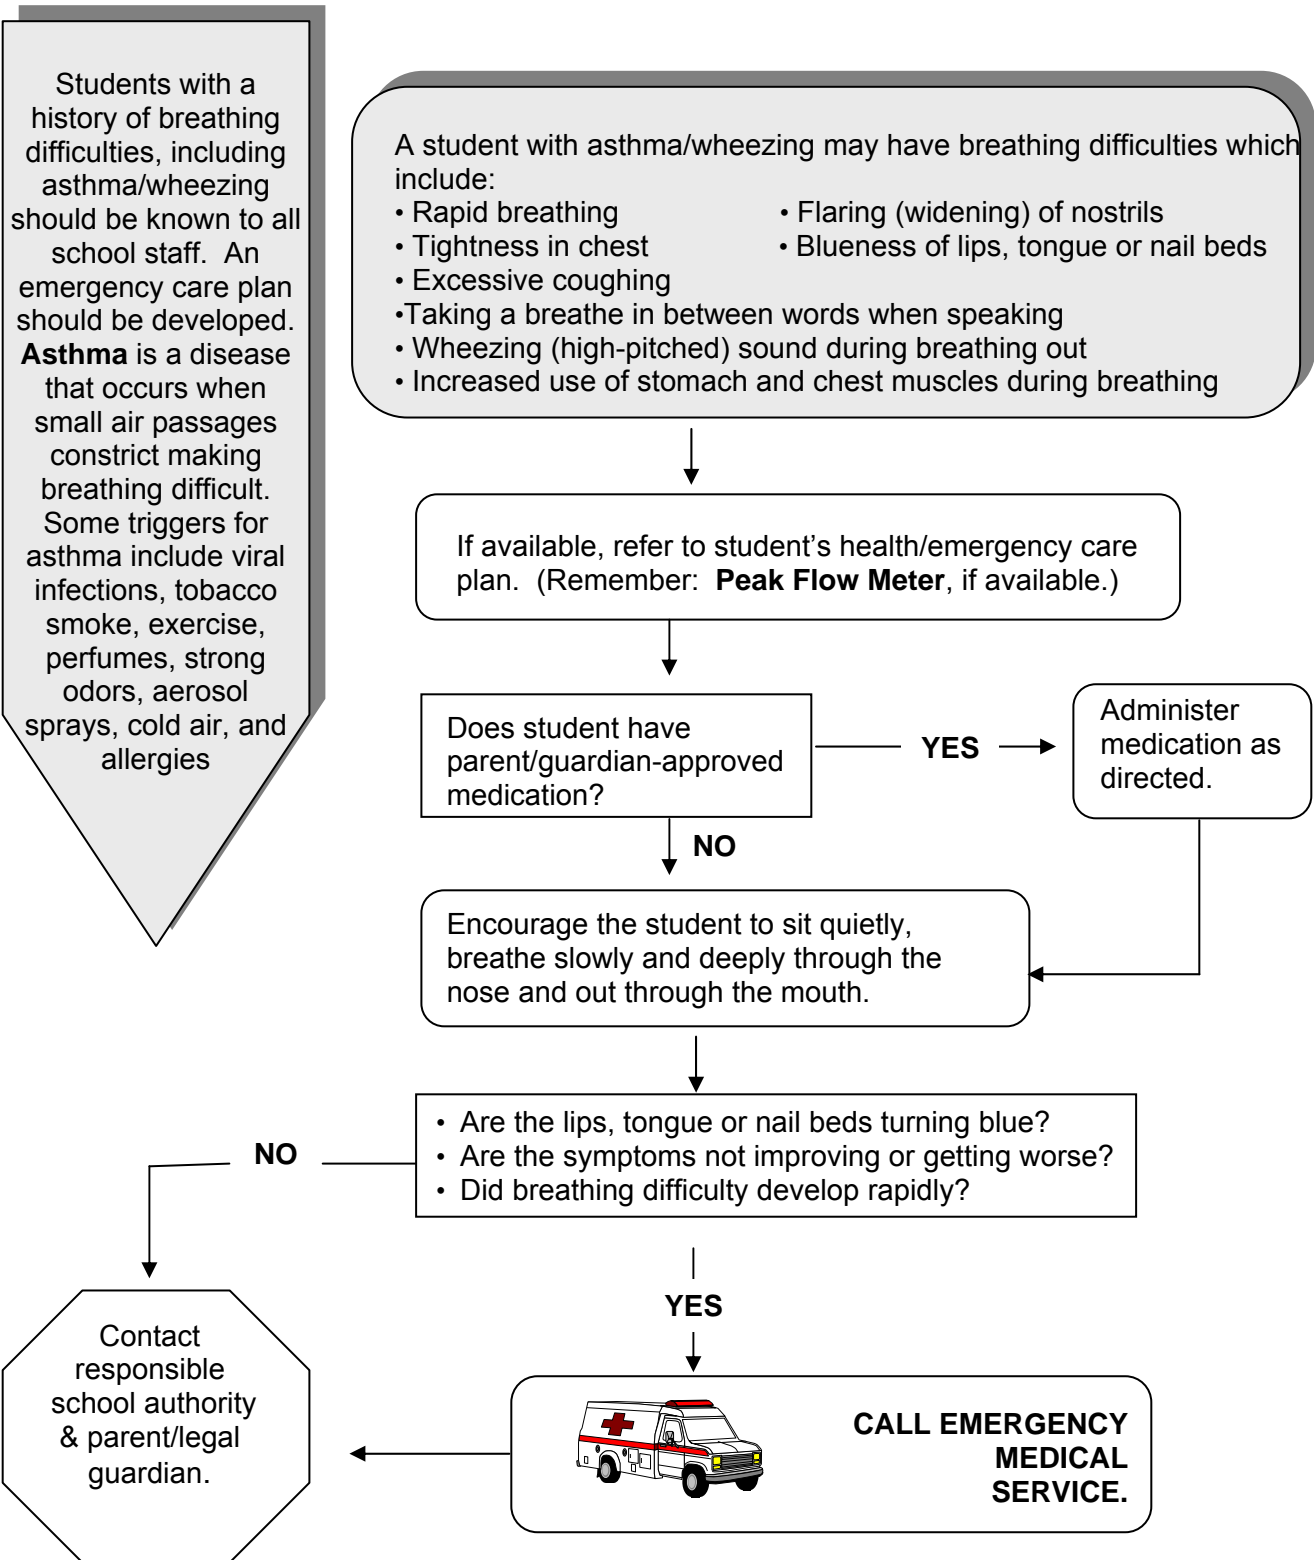 Students with a
history of breathing
difficulties, including
asthma/wheezing
should be known to all
school staff.  An
emergency care plan
should be developed.
Asthma is a disease
that occurs when
small air passages
constrict making
breathing difficult.
Some triggers for
asthma include viral
infections, tobacco
smoke, exercise,
perfumes, strong
odors, aerosol
sprays, cold air, and
allergies
A student with asthma/wheezing may have breathing difficulties which
include:
• Rapid breathing • Flaring (widening) of nostrils
• Tightness in chest • Blueness of lips, tongue or nail beds
• Excessive coughing
•Taking a breathe in between words when speaking
• Wheezing (high-pitched) sound during breathing out
• Increased use of stomach and chest muscles during breathing
If available, refer to student’s health/emergency care
plan.  (Remember:  Peak Flow Meter, if available.)
Does student have
parent/guardian-approved
medication?
YES
Administer
medication as
directed.
NO
Encourage the student to sit quietly,
breathe slowly and deeply through the
nose and out through the mouth.
• Are the lips, tongue or nail beds turning blue?
• Are the symptoms not improving or getting worse?
• Did breathing difficulty develop rapidly?
NO
YES
Contact
responsible
school authority
& parent/legal
guardian.
CALL EMERGENCY
MEDICAL
SERVICE.